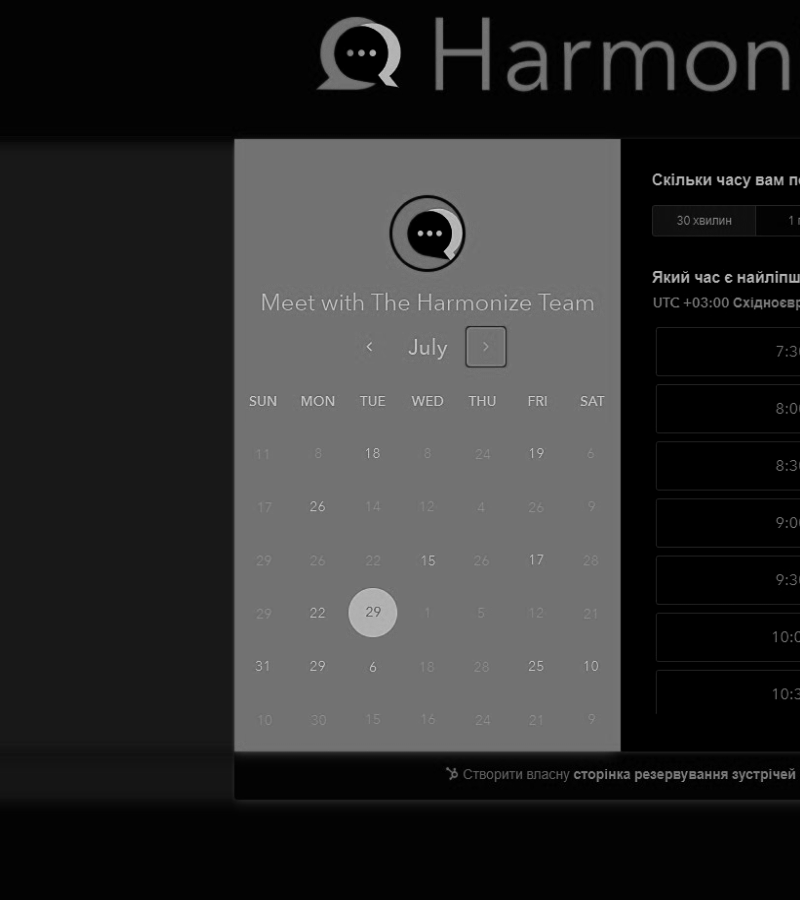 Harmon
Meet with The Harmonize Team
July
SUN MON TUE WED THU FRI SAT
11 8 18 8 24 19 6
17 26 14 12 4 26 9
29 26 22 15 26 17 28
29 22 29 1 5 12 21
31 29 6 18 28 25 10
10 30 15 16 24 21 9
Скільки часу вам
30 хвилин 1
Який час є
UTC +03:00
7:3
8:0
8:3
9:0
9:3
10:0
10:3
Створити власну сторінка резервування зустрічей